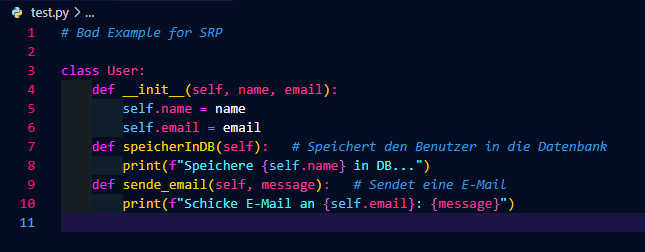 test.py > ...
1 # Bad Example for SRP
2
3 class User:
4     def __init__(self, name, email):
5         self.name = name
6         self.email = email
7     def speicherInDB(self):   # Speichert den Benutzer in die Datenbank
8         print(f"Speichere {self.name} in DB...")
9     def sende_email(self, message):   # Sendet eine E-Mail
10         print(f"Schicke E-Mail an {self.email}: {message}")
11